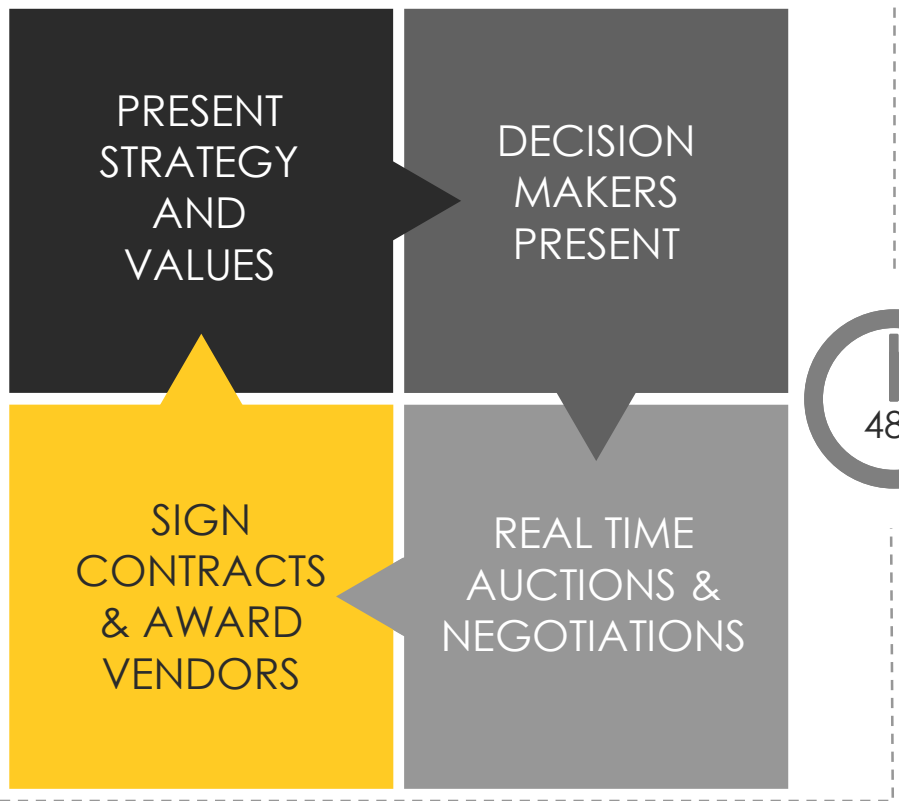 PRESENT
STRATEGY
AND
VALUES
DECISION
MAKERS
PRESENT
SIGN
CONTRACTS
& AWARD
VENDORS
REAL TIME
AUCTIONS &
NEGOTIATIONS
48